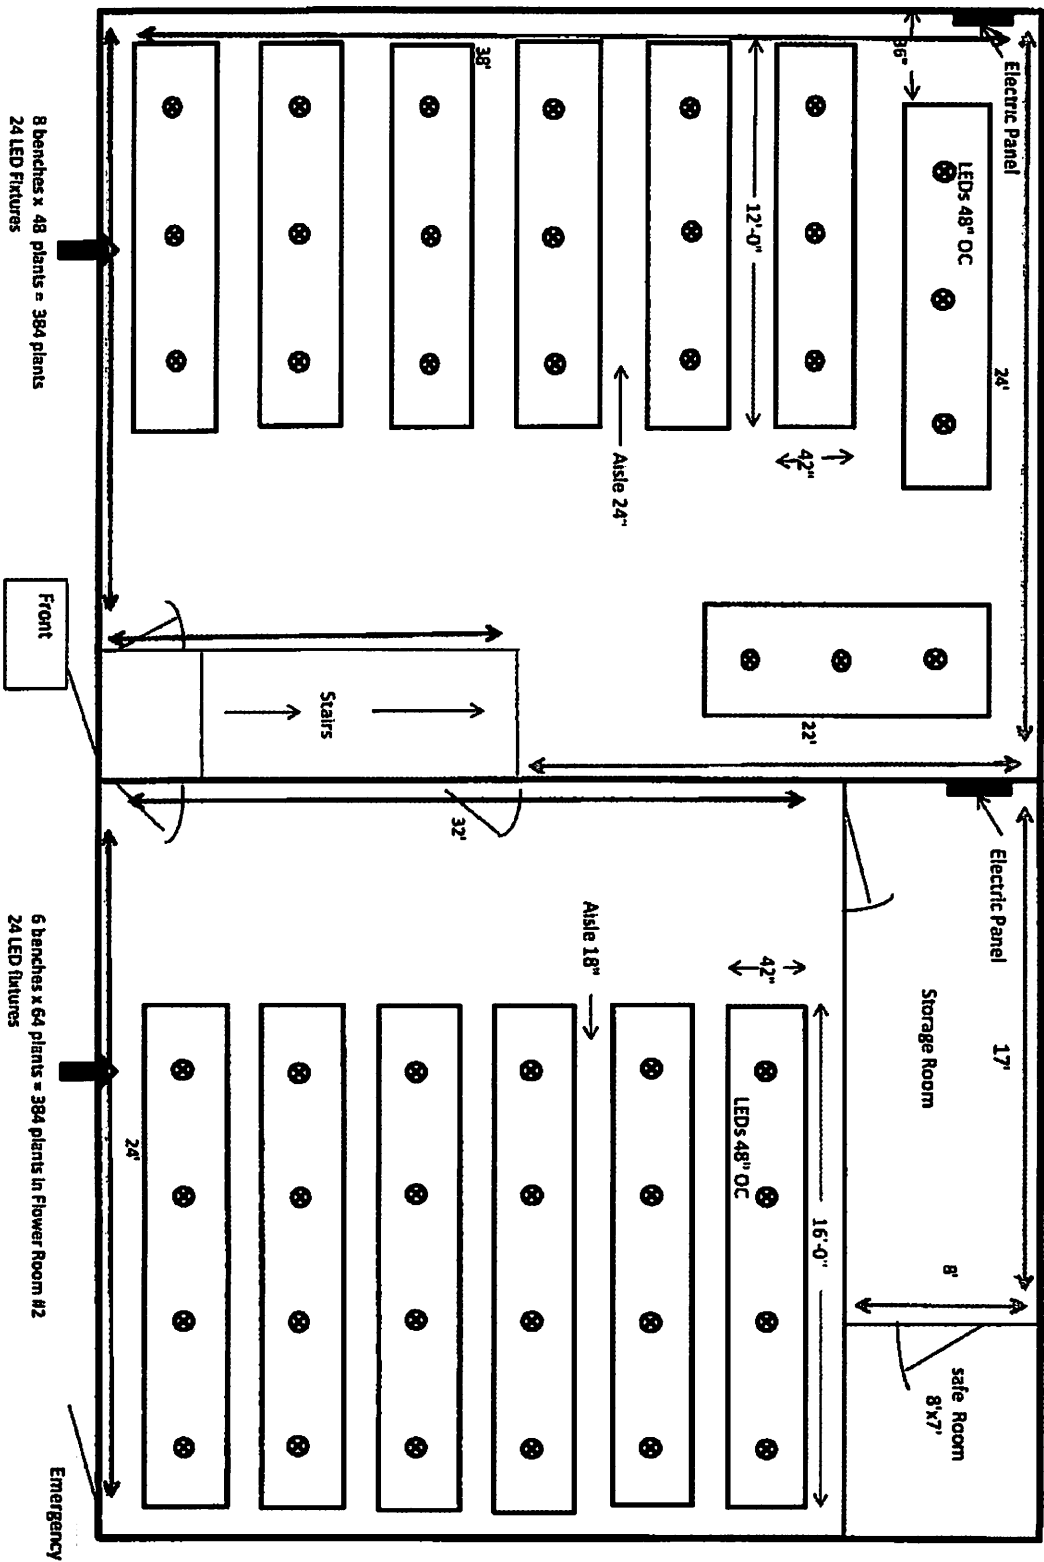 Electric Panel
36"
38'
LEDs 48" OC
12'-0"
24'
42"
Aisle 24"
8 benches x 48 plants = 384 plants
24 LED Fixtures
Front
Stairs
22'
32'
Electric Panel
Storage Room
17'
8'
safe Room
8'x7'
Aisle 18"
42"
LEDs 48" OC
16'-0"
24'
6 benches x 64 plants = 384 plants in Flower Room #2
24 LED fixtures
Emergency